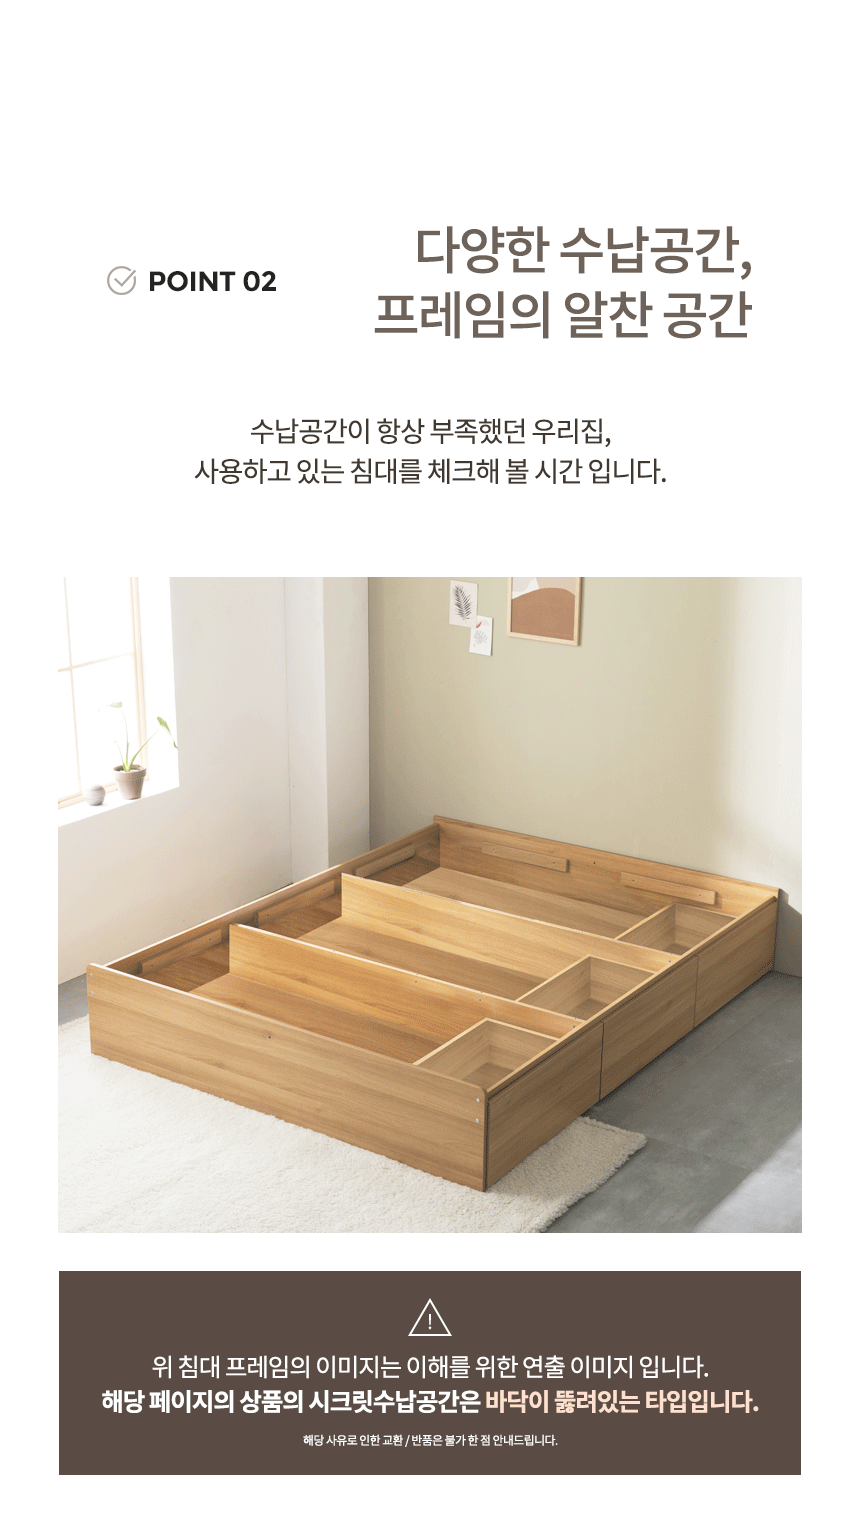 POINT 02
다양한 수납공간,
프레임의 알찬 공간
수납공간이 항상 부족했던 우리집,
사용하고 있는 침대를 체크해 볼 시간 입니다.
위 침대 프레임의 이미지는 이해를 위한 연출 이미지 입니다.
해당 페이지의 상품의 시크릿수납공간은 바닥이 뚫려있는 타입입니다.
해당 사유로 인한 교환 / 반품은 불가 한 점 안내드립니다.